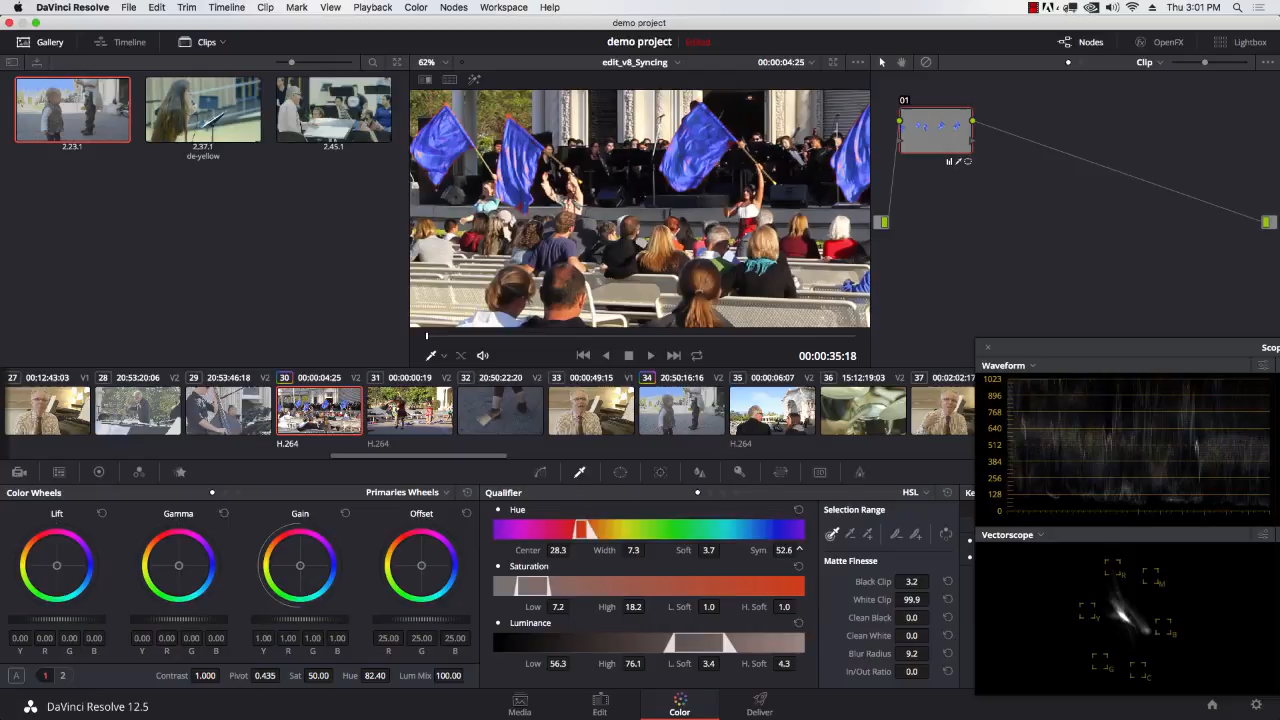 DaVinci Resolve File Edit Trim Timeline Clip Mark View Playback Color Nodes Workspace Help Thu 3:01 PM
demo project
Gallery Timeline Clips demo project Edited Nodes OpenFX Lightbox
62% edit_v8_Syncing 00:00:04:25 Clip
2.23.1 2.37.1 2.45.1
de-yellow
01
00:00:35:18
27 00:12:43:03 V1 28 20:53:20:06 V2 29 20:53:46:18 V2 30 00:00:04:25 V1 31 00:00:00:19 V2 32 20:50:22:20 V2 33 00:00:49:15 V1 34 20:50:16:16 V2 35 00:00:06:07 V2 36 15:12:19:03 V2 37 00:02:02:17
H.264 H.264 H.264
Scop
Waveform
1023
896
768
640
512
384
256
128
0
Vectorscope
R M
Y B
G C
Color Wheels Primaries Wheels
Lift Gamma Gain Offset
0.00 0.00 0.00 0.00 0.00 0.00 0.00 0.00 1.00 1.00 1.00 1.00 25.00 25.00 25.00
Y R G B Y R G B Y R G B R G B
A 1 2 Contrast 1.000 Pivot 0.435 Sat 50.00 Hue 82.40 Lum Mix 100.00
Qualifier HSL
Hue
Center 28.3 Width 7.3 Soft 3.7 Sym 52.6
Saturation
Low 7.2 High 18.2 L. Soft 1.0 H. Soft 1.0
Luminance
Low 56.3 High 76.1 L. Soft 3.4 H. Soft 4.3
Selection Range
Matte Finesse
Black Clip 3.2
White Clip 99.9
Clean Black 0.0
Clean White 0.0
Blur Radius 9.2
In/Out Ratio 0.0
Ke
DaVinci Resolve 12.5 Media Edit Color Deliver